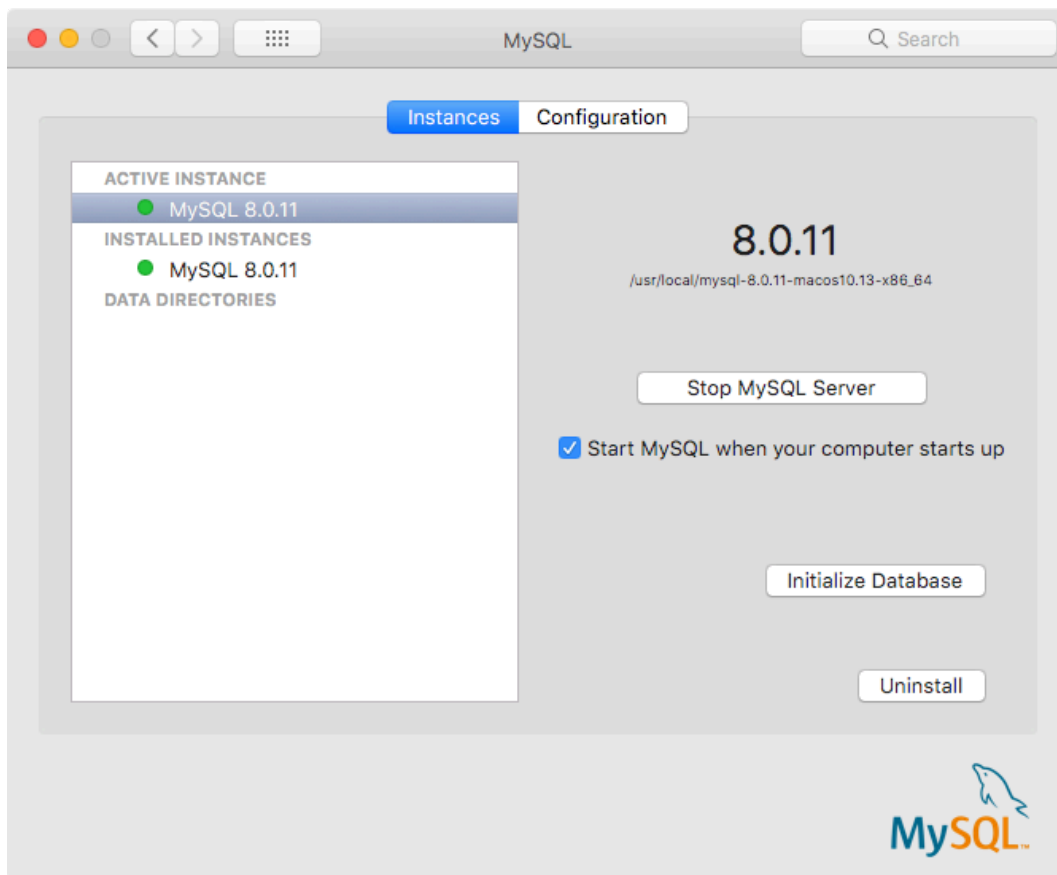 MySQL
Search
Instances
Configuration
ACTIVE INSTANCE
MySQL 8.0.11
INSTALLED INSTANCES
MySQL 8.0.11
DATA DIRECTORIES
8.0.11
/usr/local/mysql-8.0.11-macos10.13-x86_64
Stop MySQL Server
Start MySQL when your computer starts up
Initialize Database
Uninstall
MySQL™